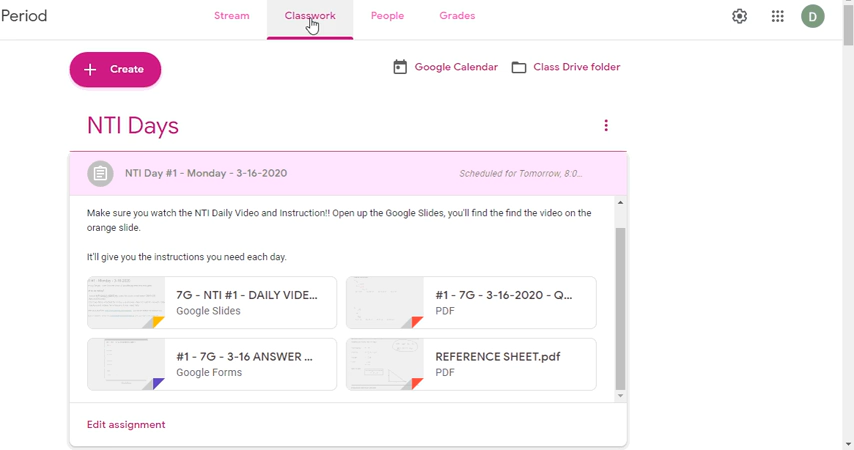 Period
Stream
Classwork
People
Grades
D
Create
Google Calendar
Class Drive folder
NTI Days
NTI Day #1 - Monday - 3-16-2020
Scheduled for Tomorrow, 8:0...
Make sure you watch the NTI Daily Video and Instruction!! Open up the Google Slides, you'll find the find the video on the
orange slide.
It'll give you the instructions you need each day.
7G - NTI #1 - DAILY VIDE...
Google Slides
#1 - 7G - 3-16-2020 - Q...
PDF
#1 - 7G - 3-16 ANSWER ...
Google Forms
REFERENCE SHEET.pdf
PDF
Edit assignment